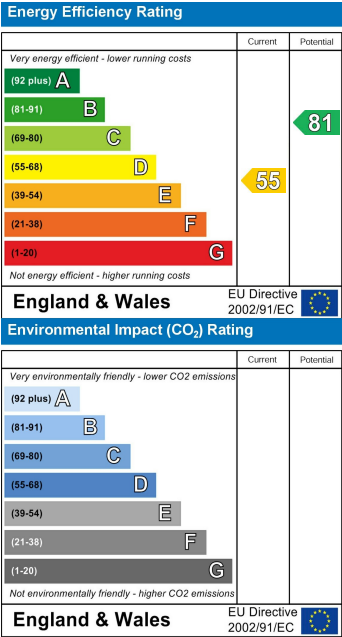 Energy Efficiency Rating
Current Potential
Very energy efficient - lower running costs
(92 plus) A
(81-91) B
81
(69-80) C
(55-68) D
55
(39-54) E
(21-38) F
(1-20) G
Not energy efficient - higher running costs
England & Wales
EU Directive
2002/91/EC
Environmental Impact (CO₂) Rating
Current Potential
Very environmentally friendly - lower CO2 emissions
(92 plus) A
(81-91) B
(69-80) C
(55-68) D
(39-54) E
(21-38) F
(1-20) G
Not environmentally friendly - higher CO2 emissions
England & Wales
EU Directive
2002/91/EC